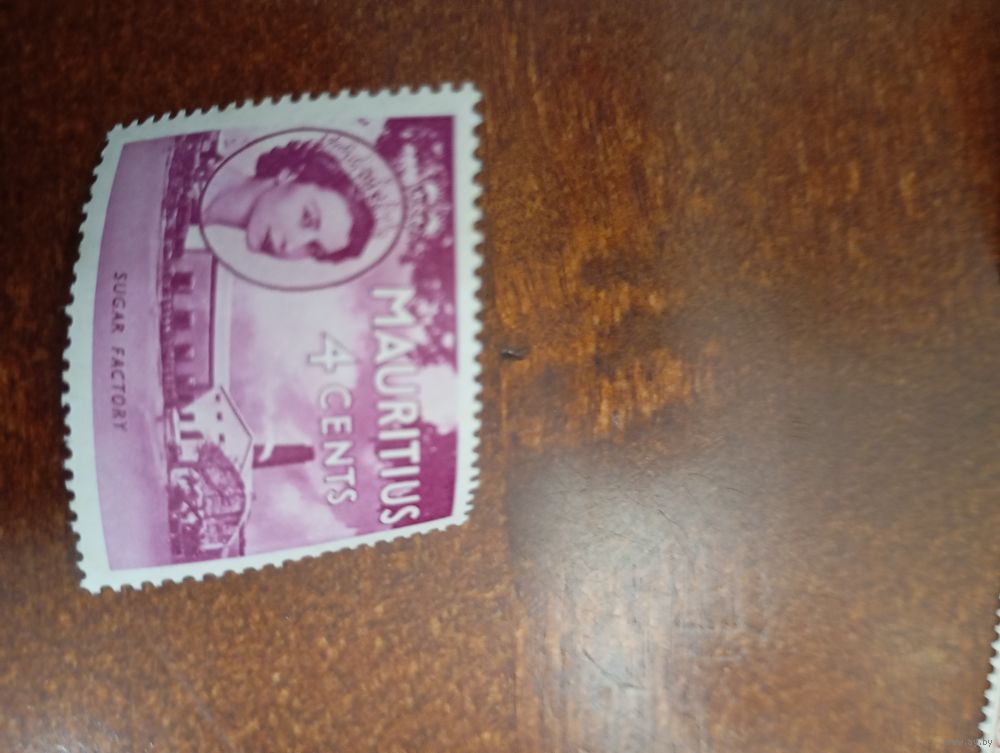 MAURITIUS
4 CENTS
SUGAR FACTORY